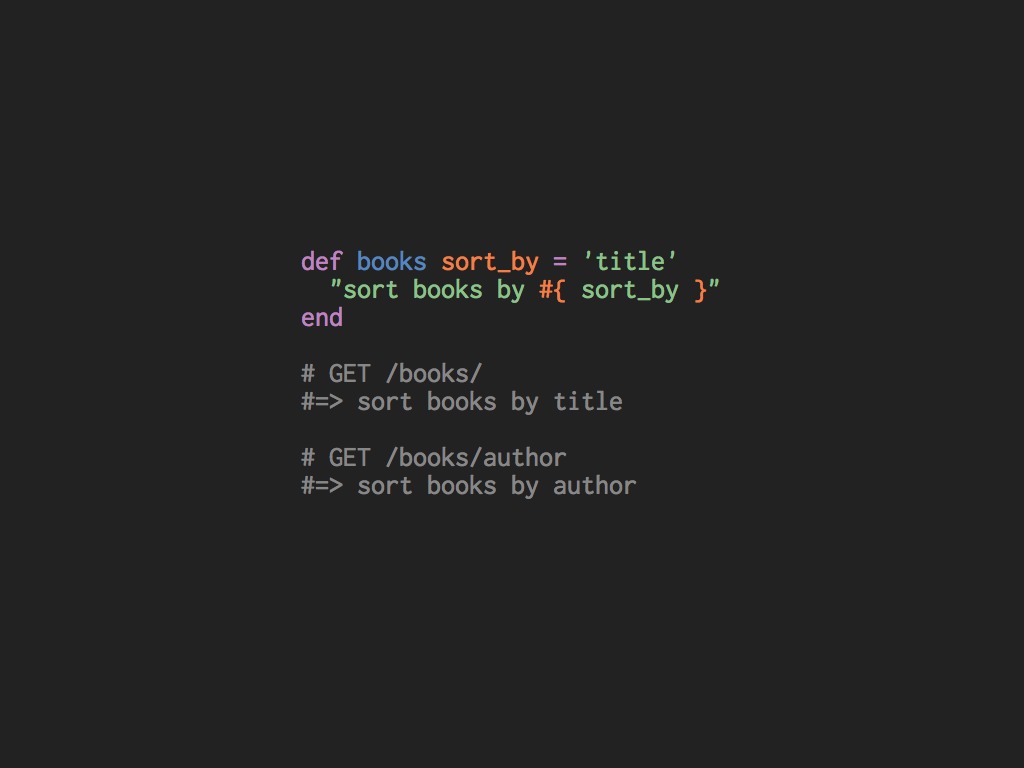 def books sort_by = 'title'
  "sort books by #{ sort_by }"
end

# GET /books/
#=> sort books by title

# GET /books/author
#=> sort books by author